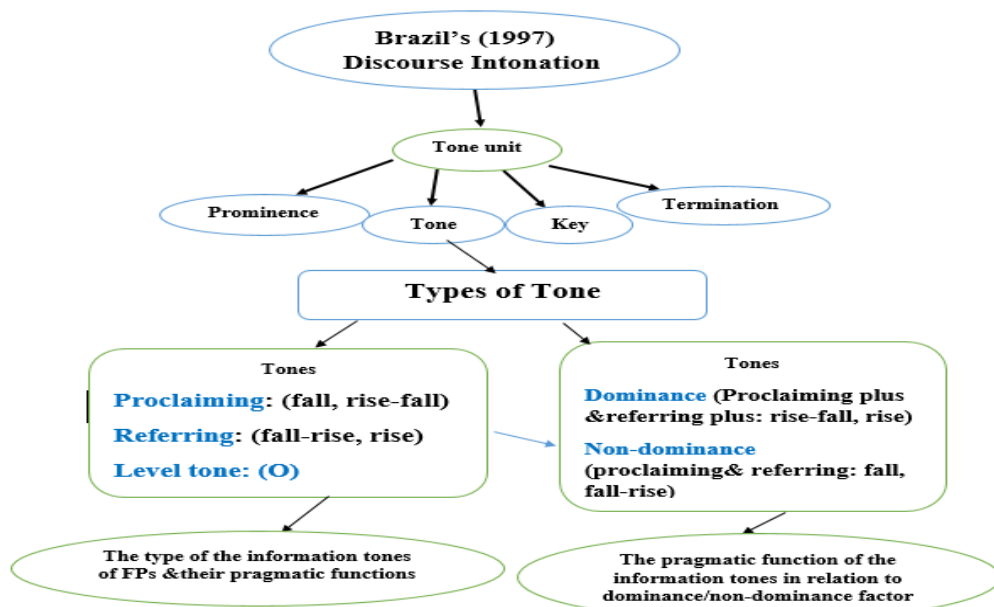 Brazil's (1997)
Discourse Intonation
Tone unit
Prominence
Tone
Key
Termination
Types of Tone
Tones
Proclaiming: (fall, rise-fall)
Referring: (fall-rise, rise)
Level tone: (O)
Tones
Dominance (Proclaiming plus
&referring plus: rise-fall, rise)
Non-dominance
(proclaiming& referring: fall,
fall-rise)
The type of the information tones
of FPs &their pragmatic functions
The pragmatic function of the
information tones in relation to
dominance/non-dominance factor